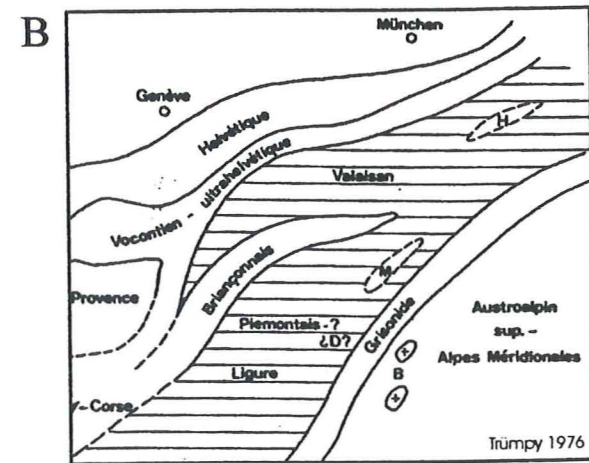 B
München
Genève
Helvétique
Vocontien - ultrahelvétique
H
Valaisan
Briançonnais
M
Provence
Piemontais-?
¿D?
Grisonide
Ligure
Austroalpin
sup. -
Alpes Méridionales
B
Corse
Trümpy 1976